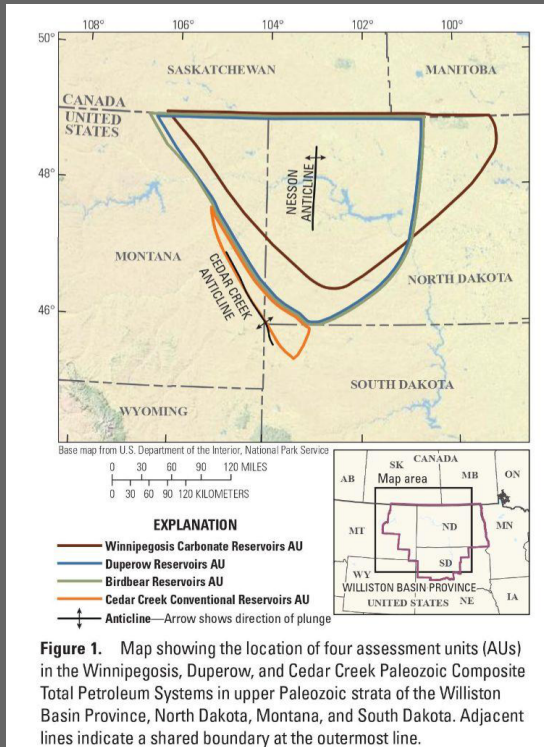 108°
106°
104°
102°
100°
50°
SASKATCHEWAN
MANITOBA
CANADA
UNITED
STATES
48°
NESSON
ANTICLINE
MONTANA
CEDAR CREEK
ANTICLINE
NORTH DAKOTA
46°
SOUTH DAKOTA
WYOMING
Base map from U.S. Department of the Interior, National Park Service
0 30 60 90 120 MILES
0 30 60 90 120 KILOMETERS
EXPLANATION
Winnipegosis Carbonate Reservoirs AU
Duperow Reservoirs AU
Birdbear Reservoirs AU
Cedar Creek Conventional Reservoirs AU
Anticline—Arrow shows direction of plunge
CANADA
SK
MB
ON
AB
Map area
MT
ND
MN
SD
WY
WILLISTON BASIN PROVINCE
UNITED STATES
NE
IA
Figure 1. Map showing the location of four assessment units (AUs)
in the Winnipegosis, Duperow, and Cedar Creek Paleozoic Composite
Total Petroleum Systems in upper Paleozoic strata of the Williston
Basin Province, North Dakota, Montana, and South Dakota. Adjacent
lines indicate a shared boundary at the outermost line.